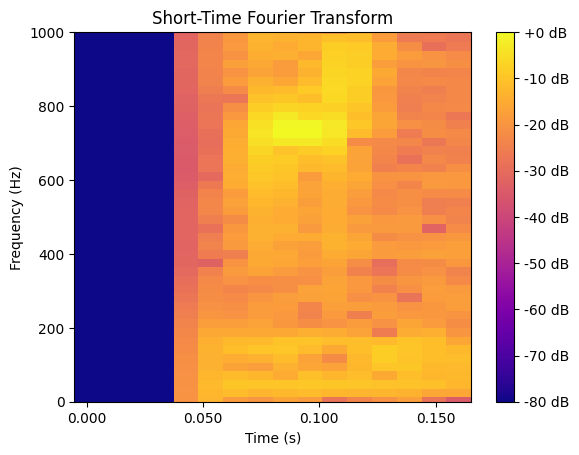 Short-Time Fourier Transform
1000
800
600
400
200
0
Frequency (Hz)
0.000
0.050
0.100
0.150
Time (s)
+0 dB
-10 dB
-20 dB
-30 dB
-40 dB
-50 dB
-60 dB
-70 dB
-80 dB